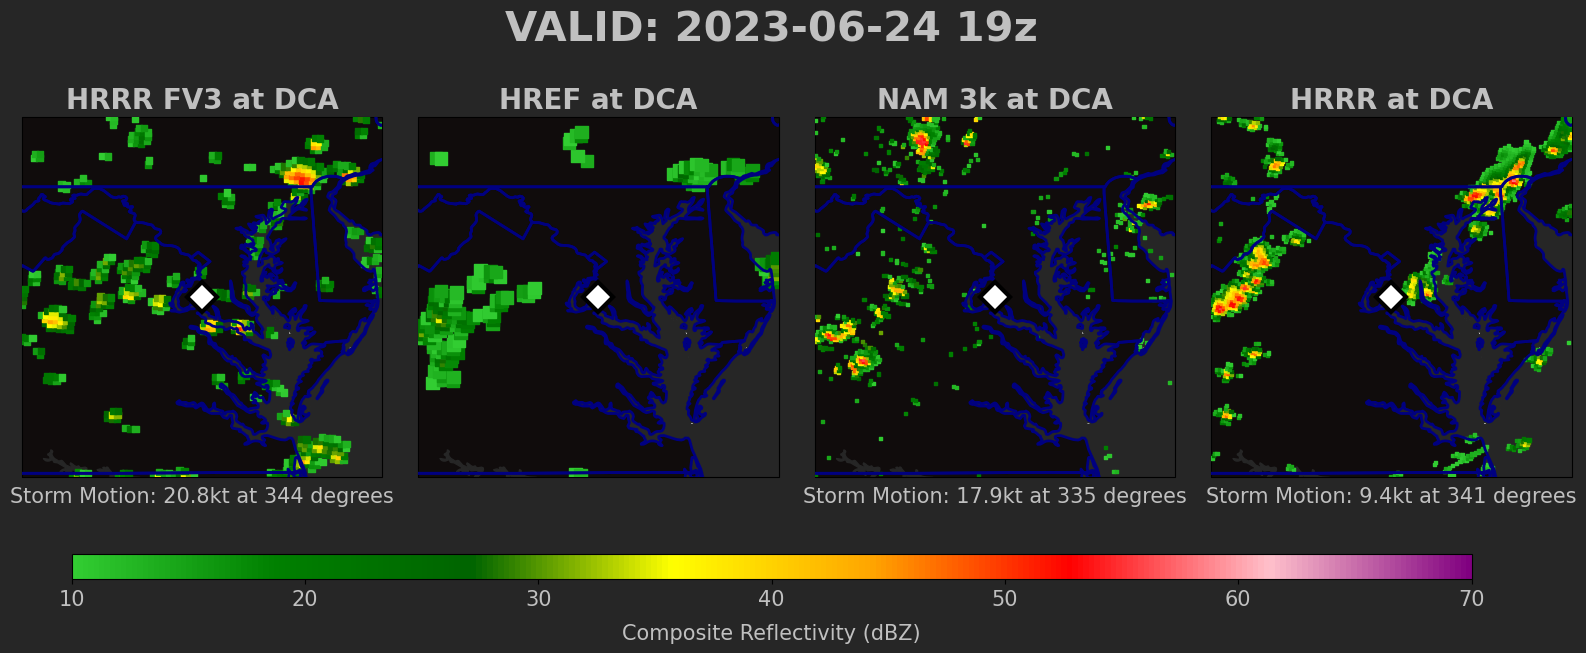 VALID: 2023-06-24 19z
HRRR FV3 at DCA
HREF at DCA
NAM 3k at DCA
HRRR at DCA
Storm Motion: 20.8kt at 344 degrees
Storm Motion: 17.9kt at 335 degrees
Storm Motion: 9.4kt at 341 degrees
10 20 30 40 50 60 70
Composite Reflectivity (dBZ)